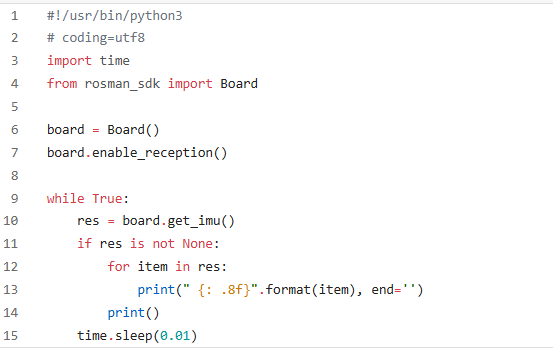 1 #!/usr/bin/python3
2 # coding=utf8
3 import time
4 from rosman_sdk import Board
5
6 board = Board()
7 board.enable_reception()
8
9 while True:
10     res = board.get_imu()
11     if res is not None:
12         for item in res:
13             print(" {: .8f}".format(item), end='')
14         print()
15     time.sleep(0.01)